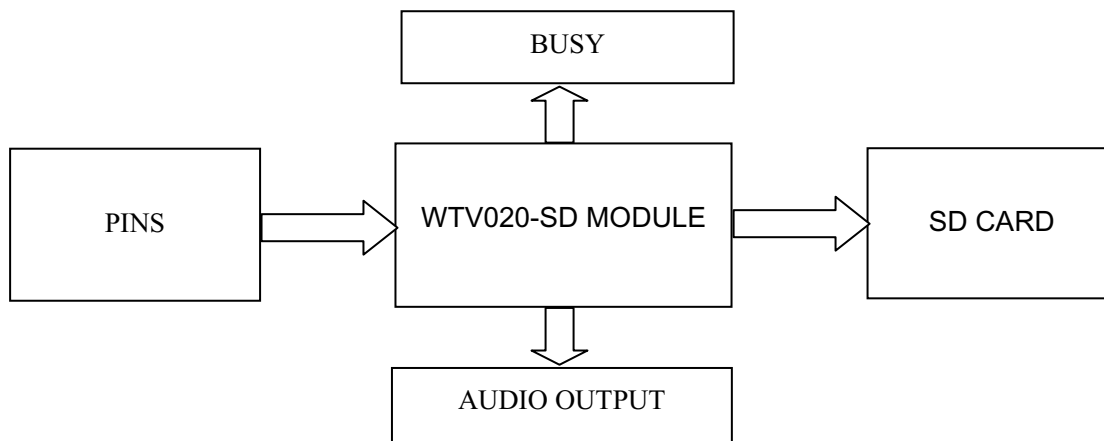 BUSY
PINS
WTV020-SD MODULE
SD CARD
AUDIO OUTPUT